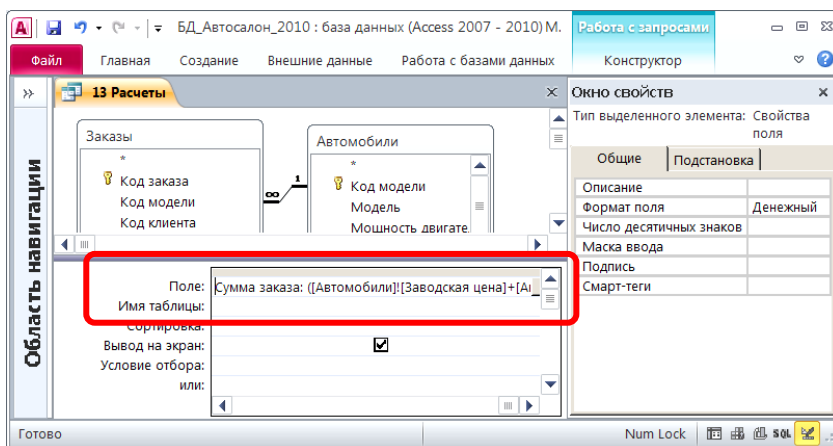 БД_Автосалон_2010 : база данных (Access 2007 - 2010) M.
Работа с запросами
Файл
Главная
Создание
Внешние данные
Работа с базами данных
Конструктор
13 Расчеты
Заказы
*
Код заказа
Код модели
Код клиента
∞
1
Автомобили
*
Код модели
Модель
Мощность двигате
Область навигации
Поле:
Сумма заказа: ([Автомобили]![Заводская цена]+[А
Имя таблицы:
Сортировка:
Вывод на экран:
Условие отбора:
или:
Окно свойств
Тип выделенного элемента: Свойства
поля
Общие
Подстановка
Описание
Формат поля
Денежный
Число десятичных знаков
Маска ввода
Подпись
Смарт-теги
Готово
Num Lock
SQL